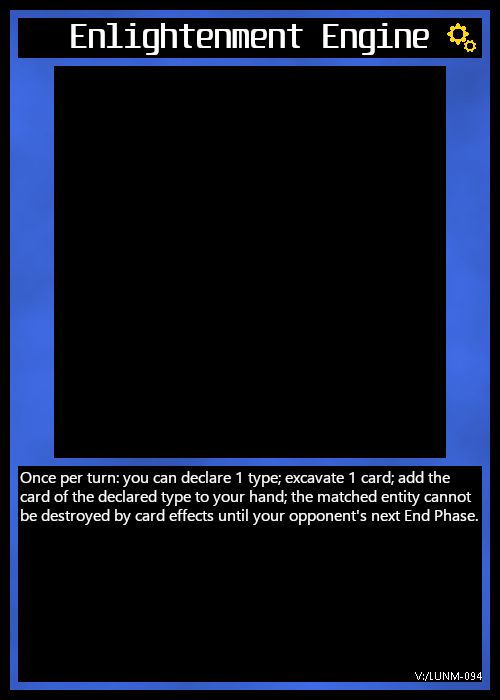 Enlightenment Engine
Once per turn: you can declare 1 type; excavate 1 card; add the
card of the declared type to your hand; the matched entity cannot
be destroyed by card effects until your opponent's next End Phase.
V:/LUNM-094